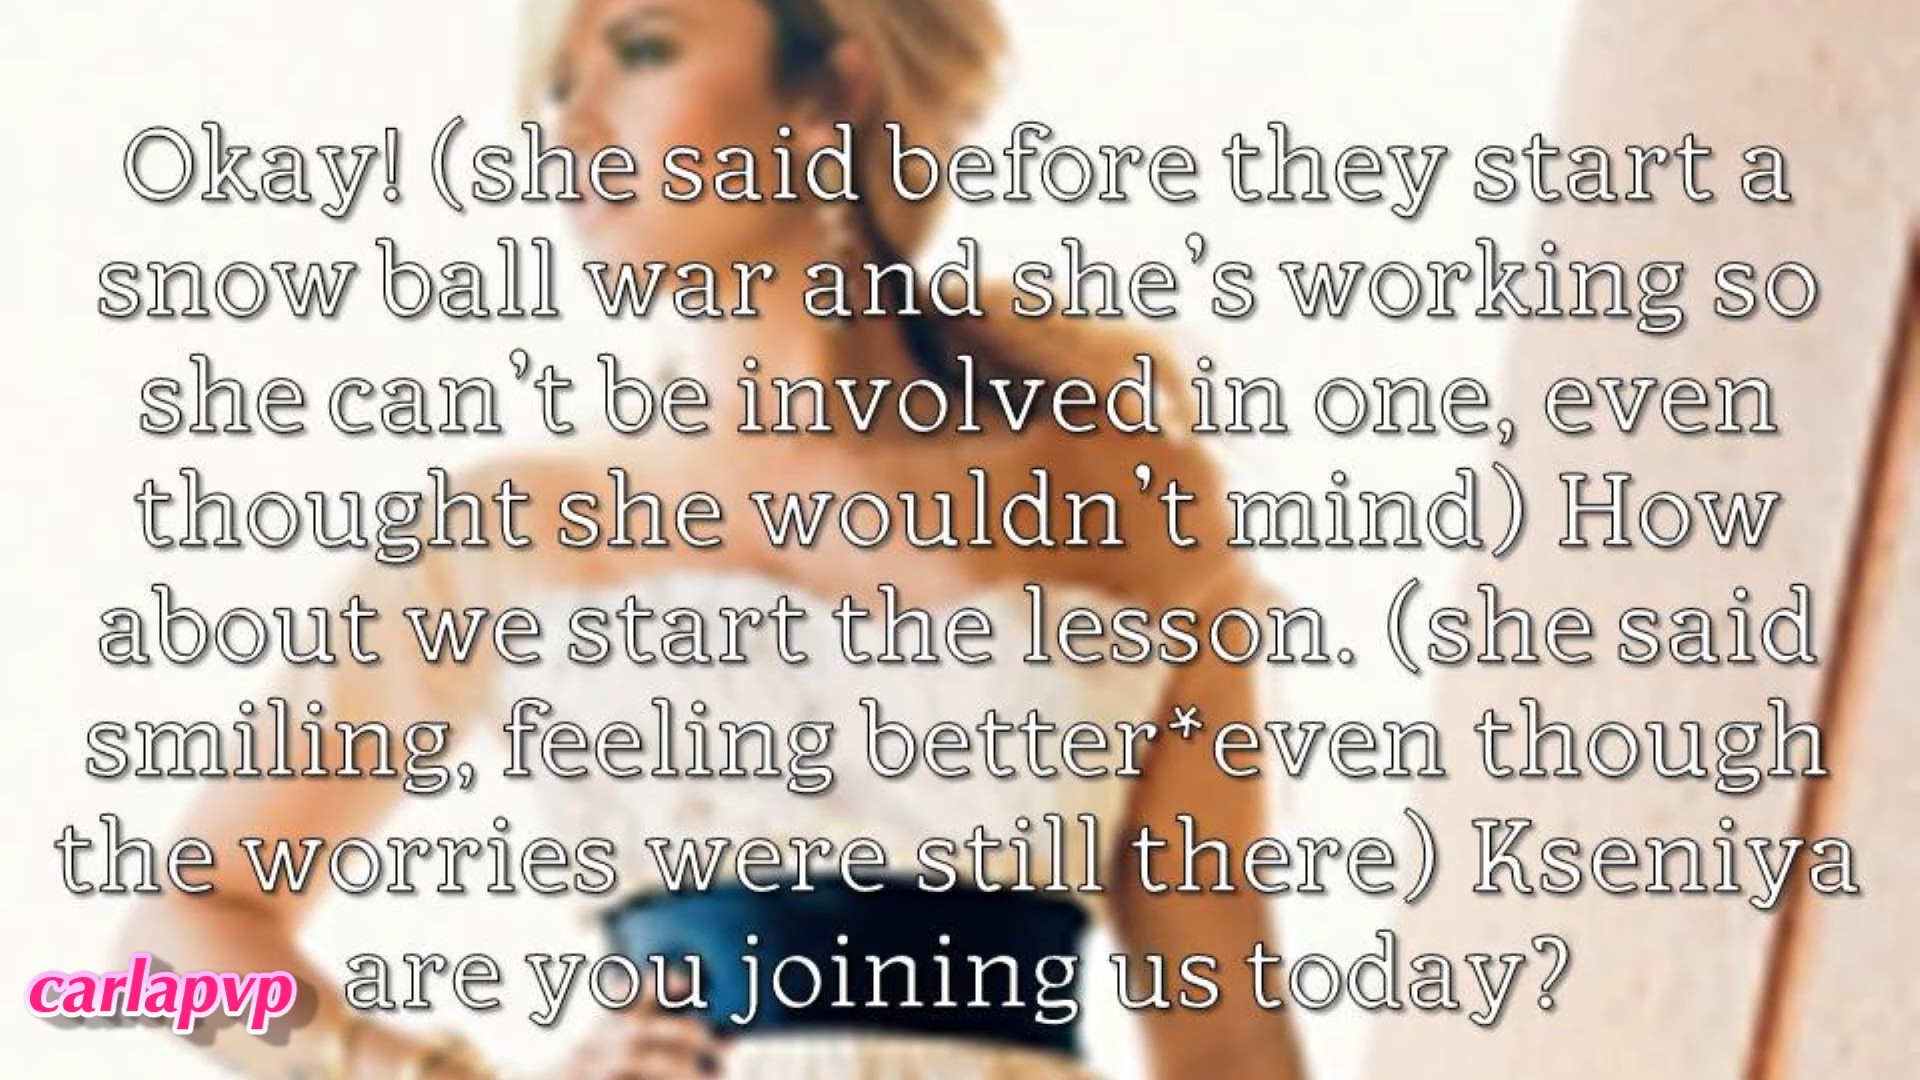 Okay! (she said before they start a
snow ball war and she’s working so
she can’t be involved in one, even
thought she wouldn’t mind) How
about we start the lesson. (she said
smiling, feeling better*even though
the worries were still there) Kseniya
are you joining us today?
carlapvp